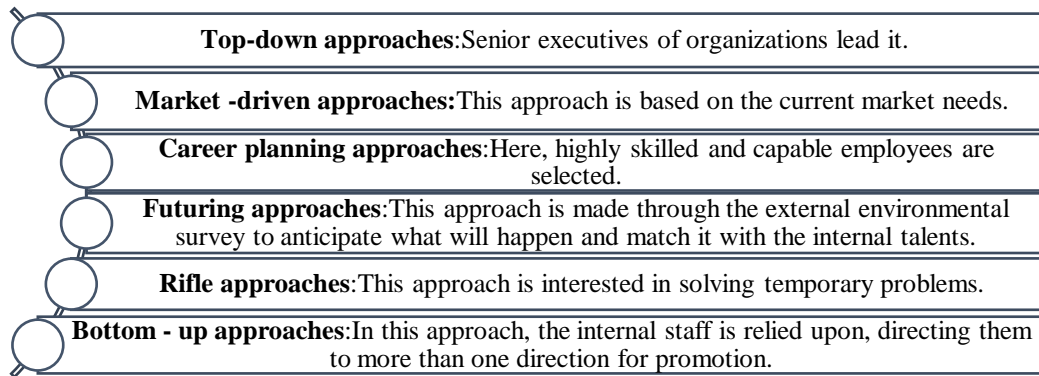 Top-down approaches:Senior executives of organizations lead it.
Market -driven approaches:This approach is based on the current market needs.
Career planning approaches:Here, highly skilled and capable employees are
selected.
Futuring approaches:This approach is made through the external environmental
survey to anticipate what will happen and match it with the internal talents.
Rifle approaches:This approach is interested in solving temporary problems.
Bottom - up approaches:In this approach, the internal staff is relied upon, directing them
to more than one direction for promotion.